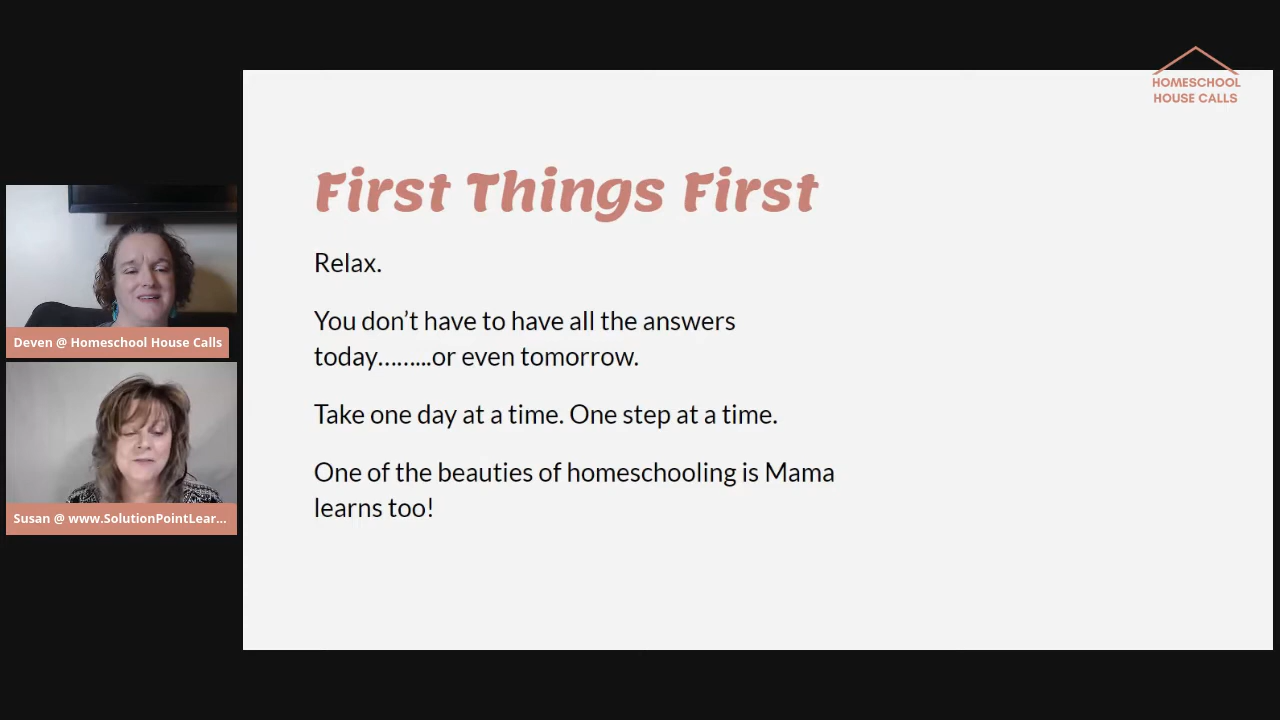 HOMESCHOOL
HOUSE CALLS
First Things First
Relax.
You don’t have to have all the answers
today……...or even tomorrow.
Take one day at a time. One step at a time.
One of the beauties of homeschooling is Mama
learns too!
Deven @ Homeschool House Calls
Susan @ www.SolutionPointLear...